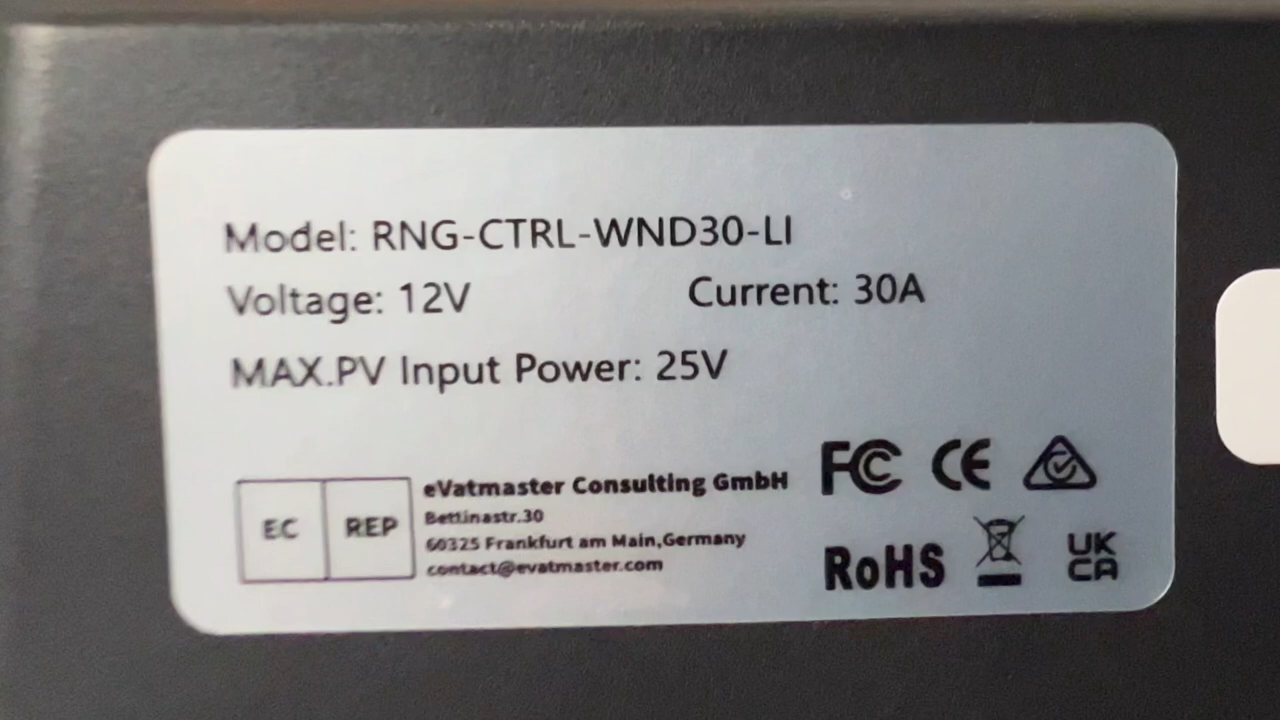 Model: RNG-CTRL-WND30-LI
Voltage: 12V Current: 30A
MAX.PV Input Power: 25V
EC REP
eVatmaster Consulting GmbH
Bettinastr.30
60325 Frankfurt am Main,Germany
contact@evatmaster.com
FC CE
RoHS UK CA